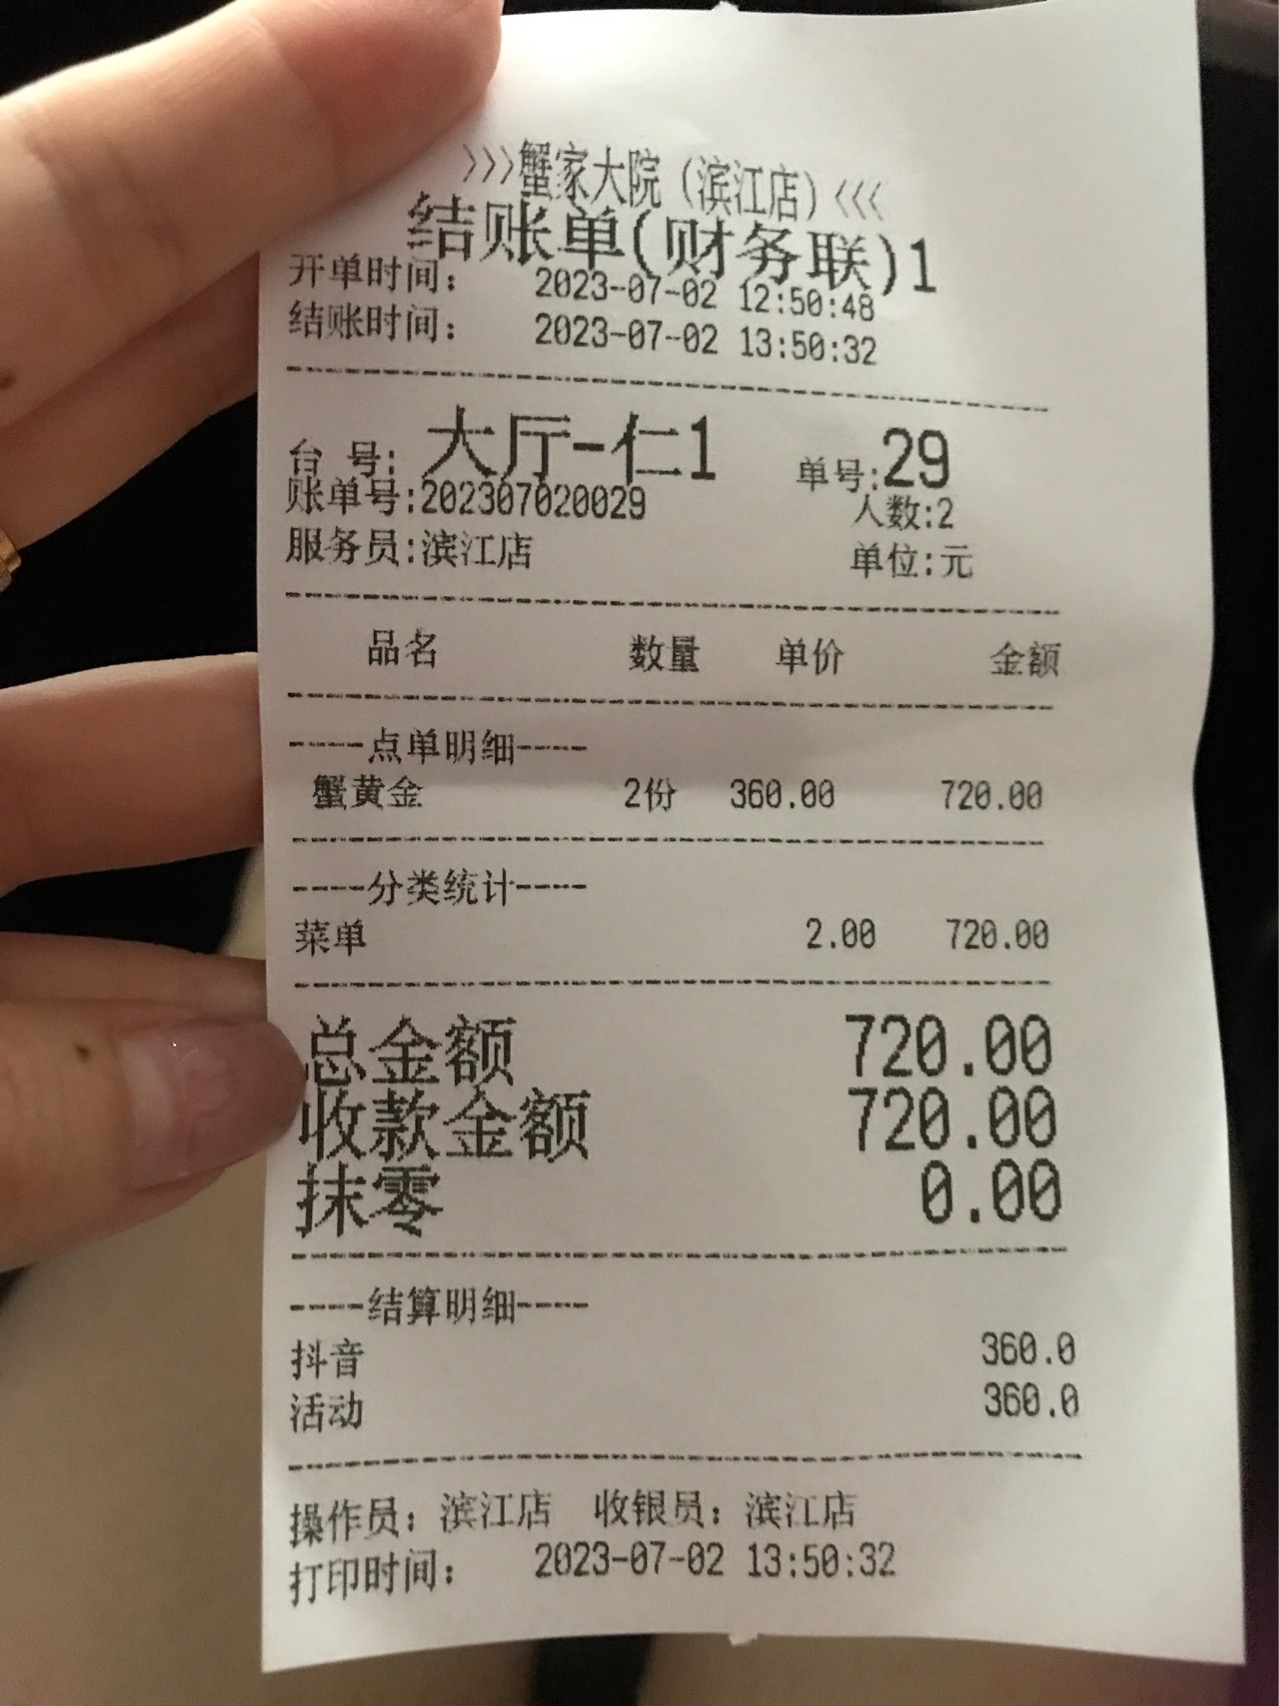 >>>蟹家大院（滨江店）<<<
结账单(财务联)1
开单时间： 2023-07-02 12:50:48
结账时间： 2023-07-02 13:50:32
台 号: 大厅-仁1 单号:29
账单号:202307020029 人数:2
服务员:滨江店 单位:元
品名 数量 单价 金额
----点单明细----
蟹黄金 2份 360.00 720.00
----分类统计----
菜单 2.00 720.00
总金额 720.00
收款金额 720.00
抹零 0.00
----结算明细----
抖音 360.0
活动 360.0
操作员：滨江店 收银员：滨江店
打印时间： 2023-07-02 13:50:32